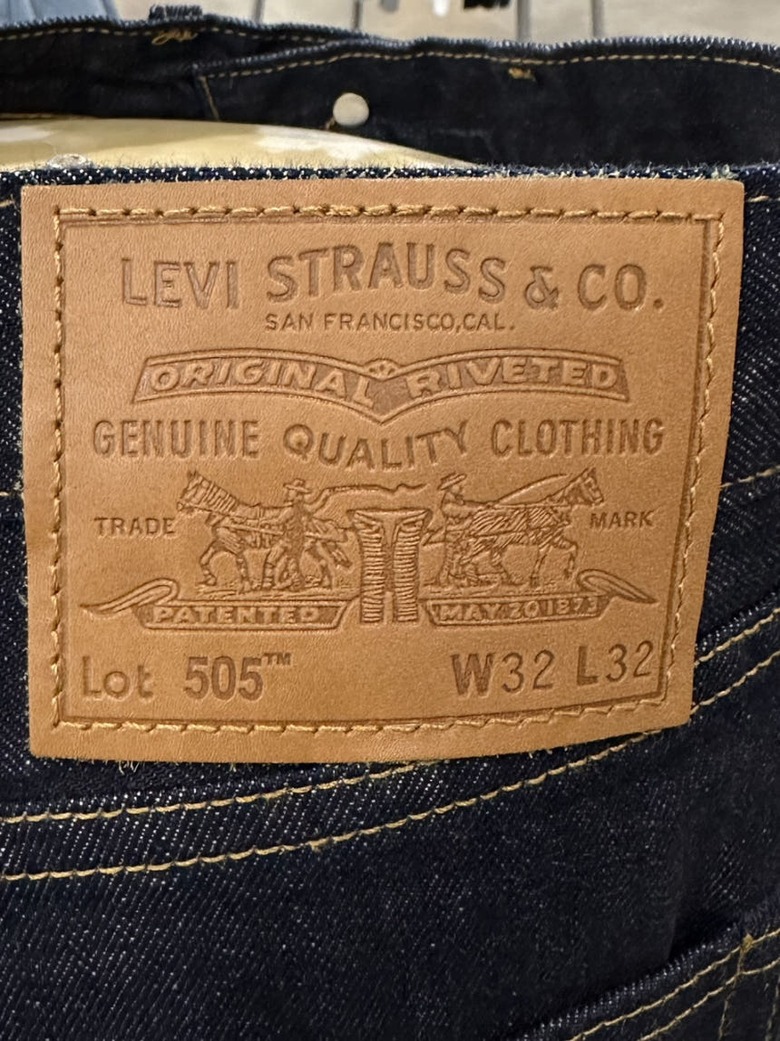 LEVI STRAUSS & CO.
SAN FRANCISCO, CAL.
ORIGINAL RIVETED
GENUINE QUALITY CLOTHING
TRADE MARK
PATENTED MAY 20 1873
Lot 505™ W32 L32